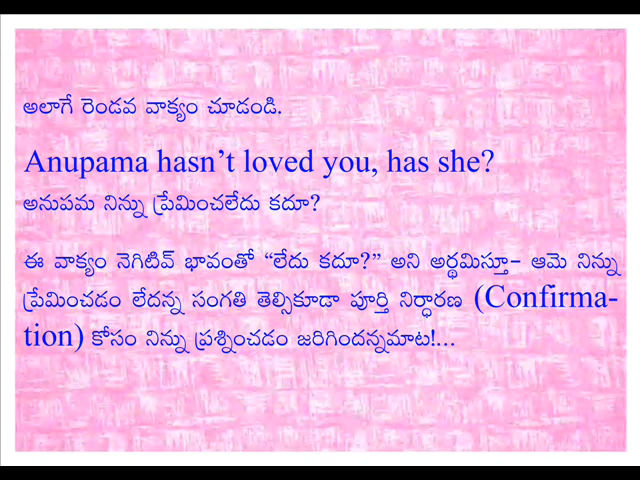 అలాగే రెండవ వాక్యం చూడండి.
Anupama hasn't loved you, has she?
అనుపమ నిన్ను ప్రేమించలేదు కదూ?
ఈ వాక్యం నెగిటివ్ భావంతో “లేదు కదూ?” అని అర్థమిస్తూ- ఆమె నిన్ను
ప్రేమించడం లేదన్న సంగతి తెల్సికూడా పూర్తి నిర్ధారణ (Confirma-
tion) కోసం నిన్ను ప్రశ్నించడం జరిగిందన్నమాట!...